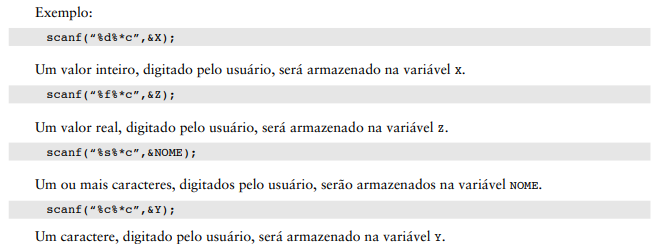 Exemplo:
scanf(“%d%*c”,&X);
Um valor inteiro, digitado pelo usuário, será armazenado na variável X.
scanf(“%f%*c”,&Z);
Um valor real, digitado pelo usuário, será armazenado na variável Z.
scanf(“%s%*c”,&NOME);
Um ou mais caracteres, digitados pelo usuário, serão armazenados na variável NOME.
scanf(“%c%*c”,&Y);
Um caractere, digitado pelo usuário, será armazenado na variável Y.